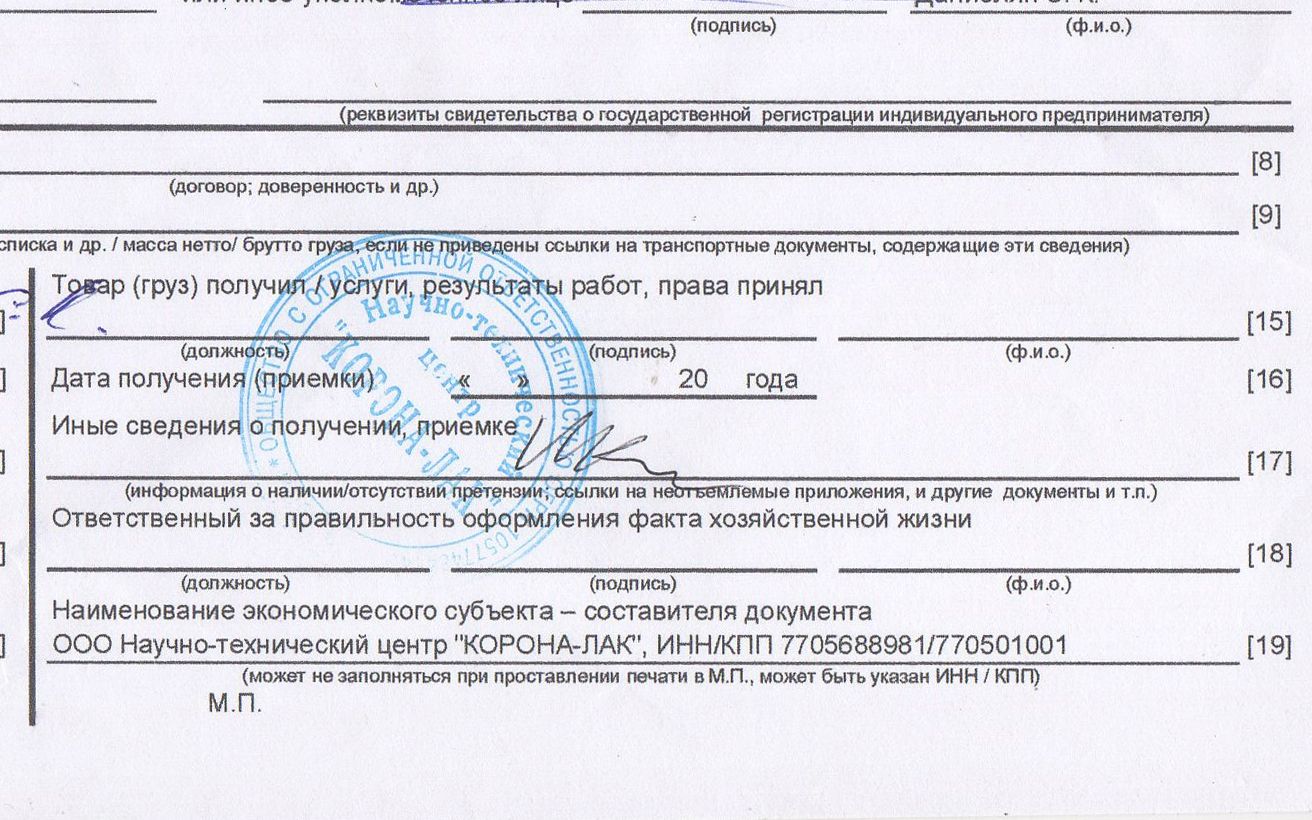 или иное уполномоченное лицо
(подпись) (ф.и.о.)
(реквизиты свидетельства о государственной регистрации индивидуального предпринимателя)
[8]
(договор; доверенность и др.)
[9]
списка и др. / масса нетто/ брутто груза, если не приведены ссылки на транспортные документы, содержащие эти сведения)
Товар (груз) получил / услуги, результаты работ, права принял
[15]
(должность) (подпись) (ф.и.о.)
Дата получения (приемки) « » 20 года [16]
Иные сведения о получении, приемке
[17]
(информация о наличии/отсутствии претензии; ссылки на неотъемлемые приложения, и другие документы и т.п.)
Ответственный за правильность оформления факта хозяйственной жизни
[18]
(должность) (подпись) (ф.и.о.)
Наименование экономического субъекта – составителя документа
ООО Научно-технический центр "КОРОНА-ЛАК", ИНН/КПП 7705688981/770501001 [19]
(может не заполняться при проставлении печати в М.П., может быть указан ИНН / КПП)
М.П.
ОБЩЕСТВО С ОГРАНИЧЕННОЙ ОТВЕТСТВЕННОСТЬЮ
Научно-технический
центр
"КОРОНА-ЛАК"